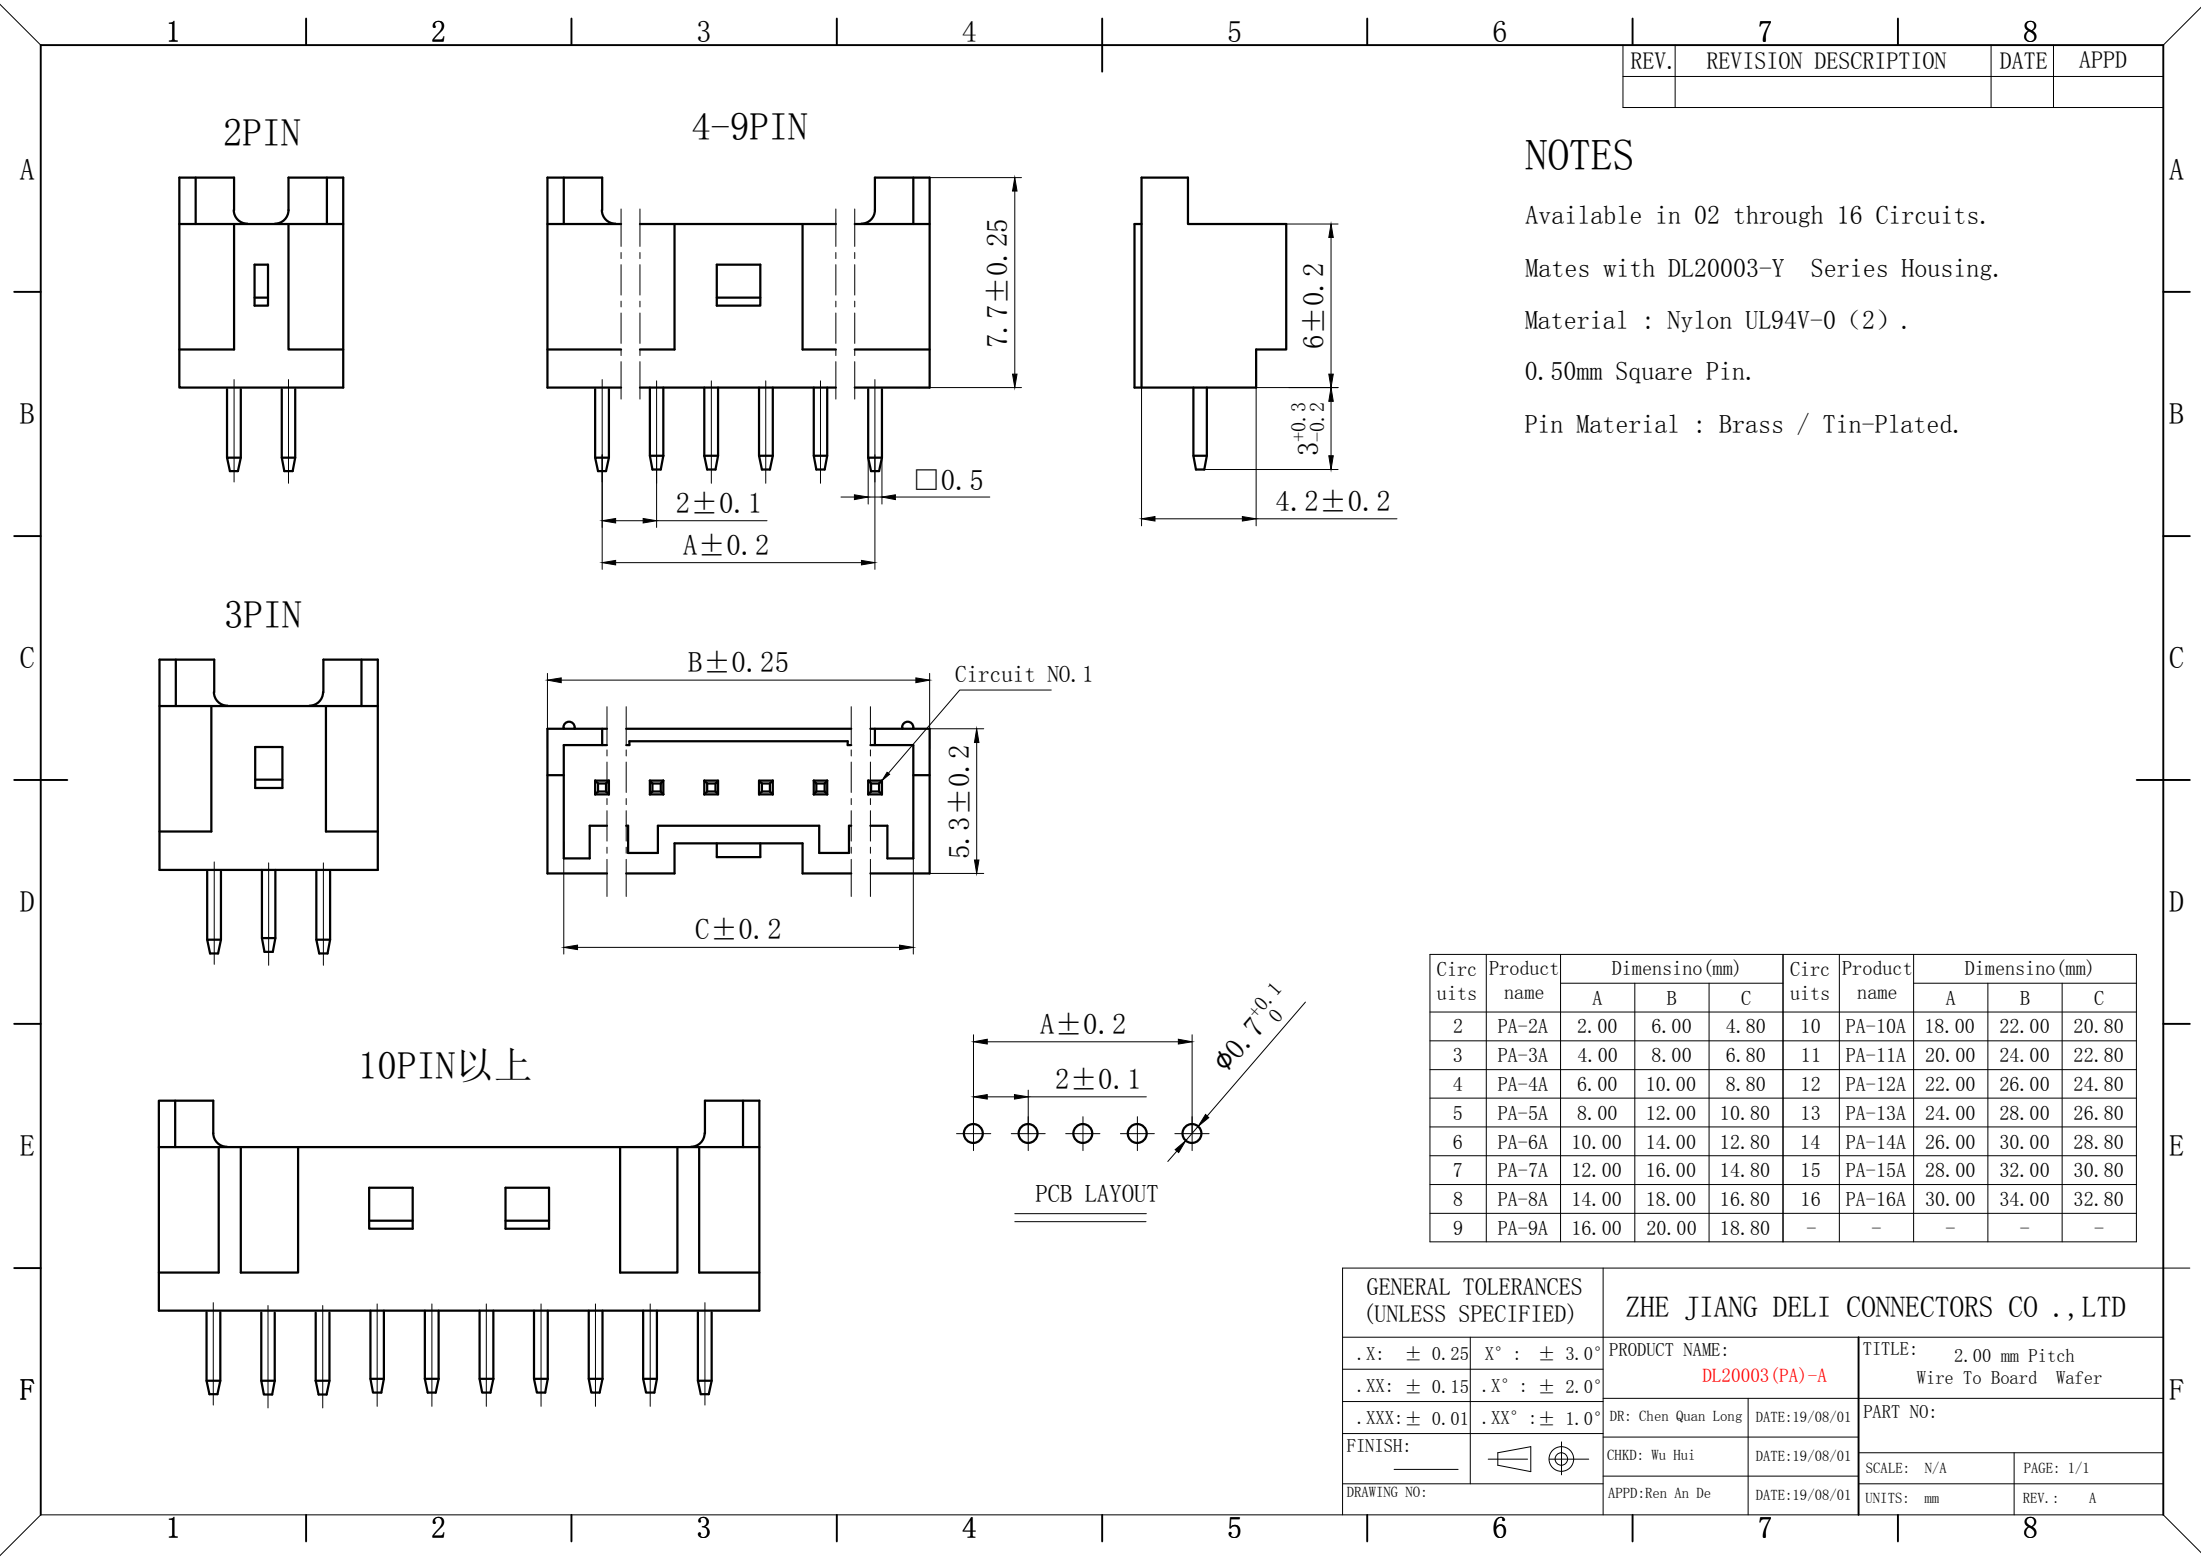 1 2 3 4 5 6 7 8
REV. REVISION DESCRIPTION DATE APPD
2PIN
4-9PIN
7.7±0.25
6±0.2
3+0.3 -0.2
4.2±0.2
□0.5
2±0.1
A±0.2
NOTES
Available in 02 through 16 Circuits.
Mates with DL20003-Y Series Housing.
Material : Nylon UL94V-0（2）.
0.50mm Square Pin.
Pin Material : Brass / Tin-Plated.
A A
B B
C C
D D
E E
F F
3PIN
B±0.25
Circuit NO.1
5.3±0.2
C±0.2
10PIN以上
A±0.2
2±0.1
Ø0.7+0.1 0
PCB LAYOUT
Circuits Product name Dimensino(mm) Circuits Product name Dimensino(mm)
A B C A B C
2 PA-2A 2.00 6.00 4.80 10 PA-10A 18.00 22.00 20.80
3 PA-3A 4.00 8.00 6.80 11 PA-11A 20.00 24.00 22.80
4 PA-4A 6.00 10.00 8.80 12 PA-12A 22.00 26.00 24.80
5 PA-5A 8.00 12.00 10.80 13 PA-13A 24.00 28.00 26.80
6 PA-6A 10.00 14.00 12.80 14 PA-14A 26.00 30.00 28.80
7 PA-7A 12.00 16.00 14.80 15 PA-15A 28.00 32.00 30.80
8 PA-8A 14.00 18.00 16.80 16 PA-16A 30.00 34.00 32.80
9 PA-9A 16.00 20.00 18.80 - - - - -
GENERAL TOLERANCES
(UNLESS SPECIFIED)
ZHE JIANG DELI CONNECTORS CO .,LTD
.X: ± 0.25 X° : ± 3.0°
.XX: ± 0.15 .X° : ± 2.0°
.XXX:± 0.01 .XX° :± 1.0°
FINISH:
DRAWING NO:
PRODUCT NAME:
DL20003(PA)-A
TITLE: 2.00 mm Pitch
Wire To Board Wafer
DR: Chen Quan Long DATE:19/08/01
CHKD: Wu Hui DATE:19/08/01
APPD:Ren An De DATE:19/08/01
PART NO:
SCALE: N/A PAGE: 1/1
UNITS: mm REV.: A
1 2 3 4 5 6 7 8